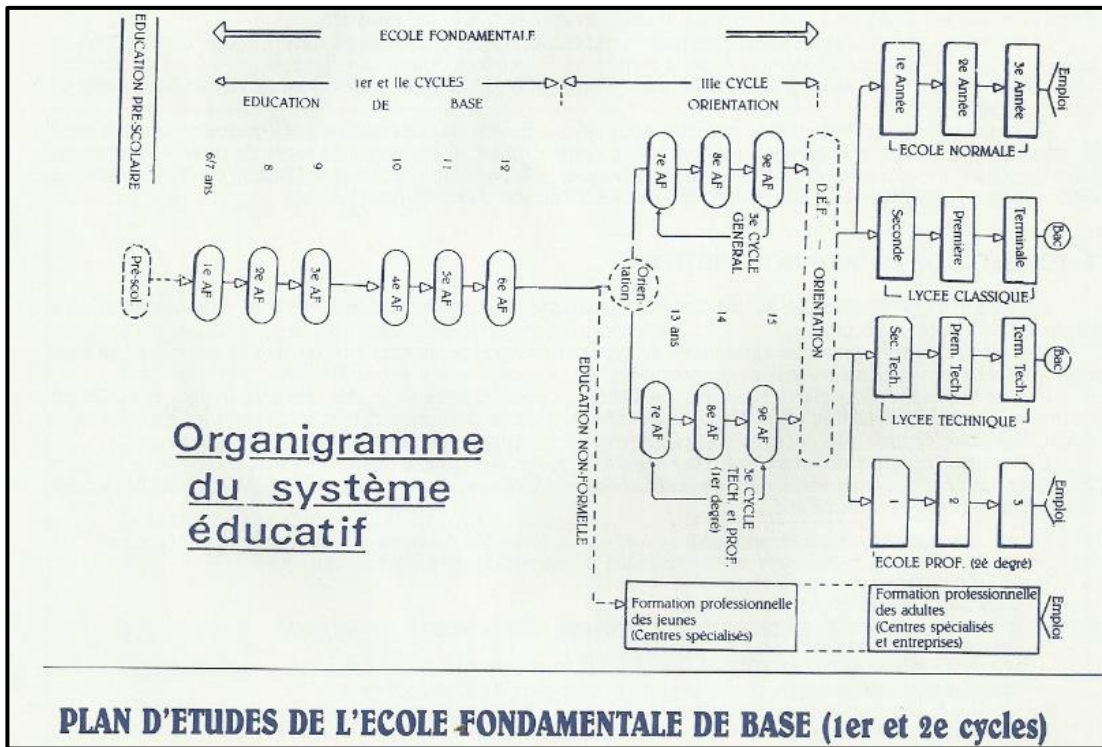 EDUCATION PRE-SCOLAIRE
ECOLE FONDAMENTALE
1er et IIe CYCLES
EDUCATION DE BASE
IIIe CYCLE
ORIENTATION
6/7 ans
8
9
10
11
12
Pré-scol.
1e AF
2e AF
3e AF
4e AF
5e AF
6e AF
Orien-
tation
7e AF
8e AF
9e AF
3e CYCLE
GENERAL
13 ans
14
15
7e AF
8e AF
9e AF
3e CYCLE
TECH. et PROF.
(1er degré)
D.E.F. - ORIENTATION
EDUCATION NON-FORMELLE
1e Année
2e Année
3e Année
Emploi
ECOLE NORMALE
Seconde
Première
Terminale
Bac
LYCEE CLASSIQUE
Sec. Tech.
Prem. Tech.
Term. Tech.
Bac
LYCEE TECHNIQUE
1
2
3
Emploi
ECOLE PROF. (2è degré)
Formation professionnelle
des jeunes
(Centres spécialisés)
Formation professionnelle
des adultes
(Centres spécialisés
et entreprises)
Emploi
Organigramme
du système
éducatif
PLAN D'ETUDES DE L'ECOLE FONDAMENTALE DE BASE (1er et 2e cycles)